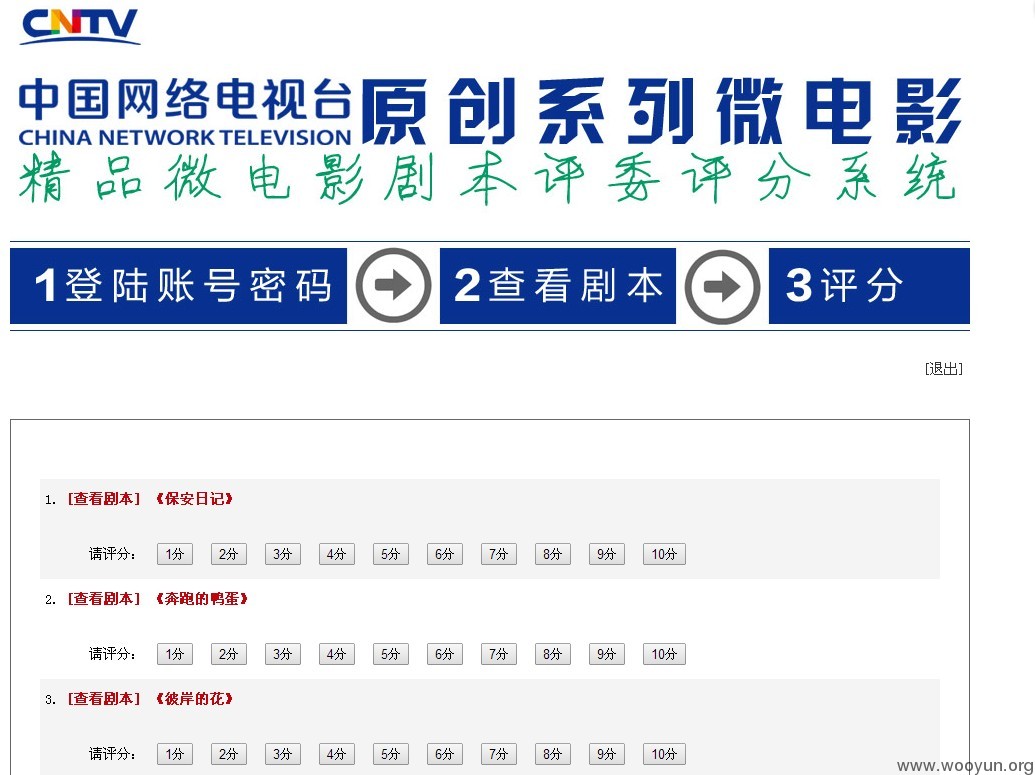 CNTV
中国网络电视台 原创系列微电影
CHINA NETWORK TELEVISION
精品微电影剧本评委评分系统
1登陆账号密码 2查看剧本 3评分
[退出]
1. [查看剧本] 《保安日记》
请评分: 1分 2分 3分 4分 5分 6分 7分 8分 9分 10分
2. [查看剧本] 《奔跑的鸭蛋》
请评分: 1分 2分 3分 4分 5分 6分 7分 8分 9分 10分
3. [查看剧本] 《彼岸的花》
请评分: 1分 2分 3分 4分 5分 6分 7分 8分 9分 10分
www.wooyun.org